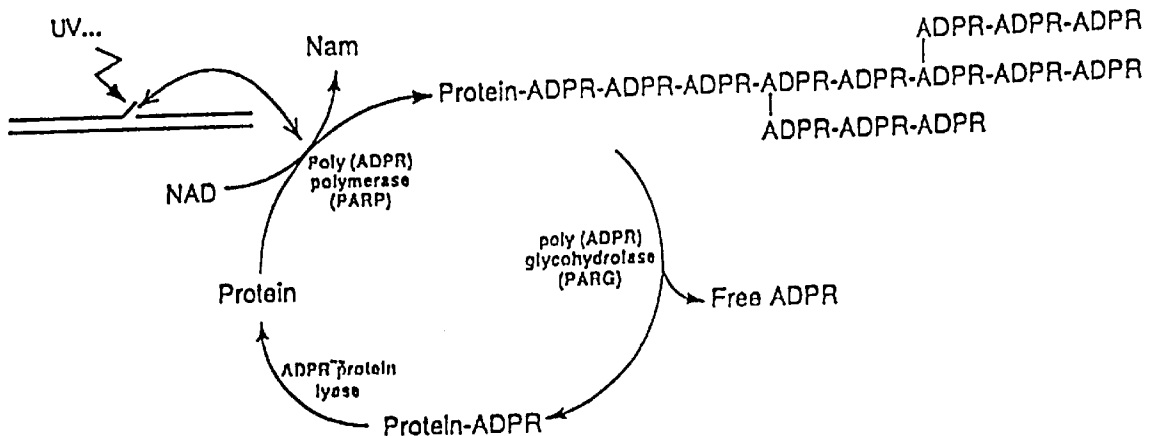 UV...
Nam
ADPR-ADPR-ADPR
Protein-ADPR-ADPR-ADPR-ADPR-ADPR-ADPR-ADPR-ADPR
ADPR-ADPR-ADPR
NAD
Poly (ADPR)
polymerase
(PARP)
poly (ADPR)
glycohydrolase
(PARG)
Free ADPR
Protein
ADPR-protein
lyase
Protein-ADPR